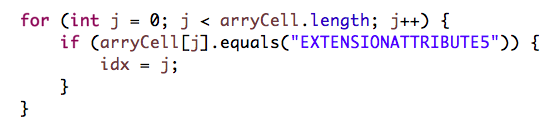 for (int j = 0; j < arryCell.length; j++) {
    if (arryCell[j].equals("EXTENSIONATTRIBUTE5")) {
        idx = j;
    }
}